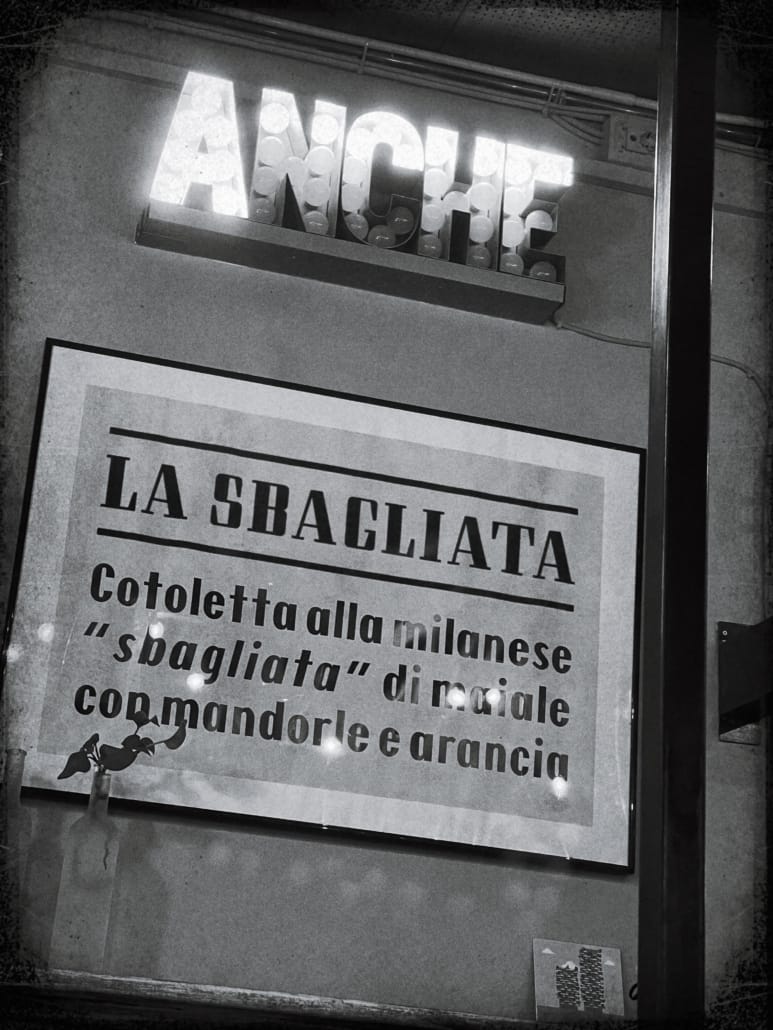 ANCHE
LA SBAGLIATA
Cotoletta alla milanese
"sbagliata" di maiale
con mandorle e arancia